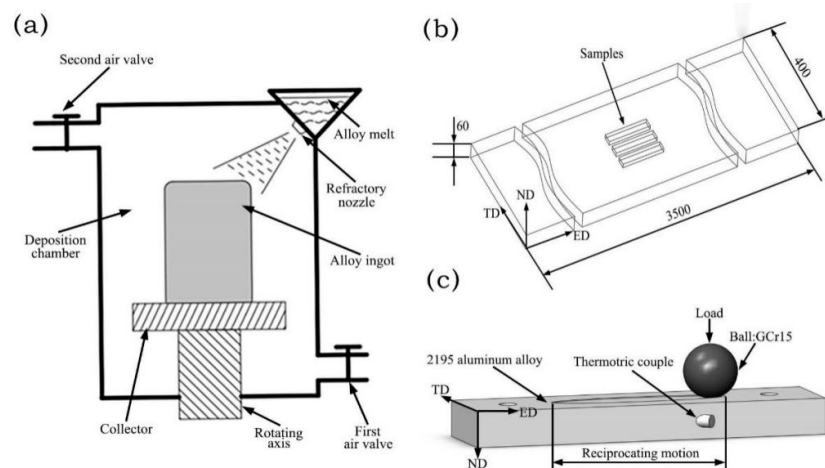 (a)
Second air valve
Alloy melt
Refractory
nozzle
Deposition
chamber
Alloy ingot
Collector
Rotating
axis
First
air valve
(b)
Samples
400
60
ND
TD
ED
3500
(c)
Load
Ball:GCr15
2195 aluminum alloy
Thermotric couple
TD
ED
ND
Reciprocating motion